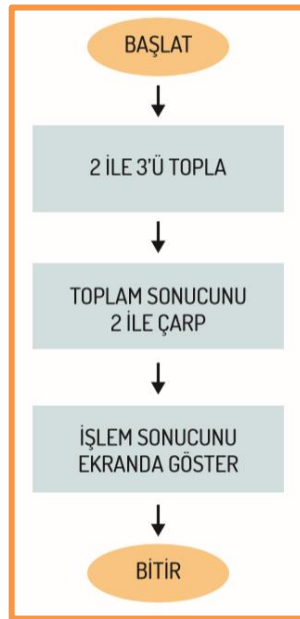 BAŞLAT
2 İLE 3'Ü TOPLA
TOPLAM SONUCUNU
2 İLE ÇARP
İŞLEM SONUCUNU
EKRANDA GÖSTER
BİTİR